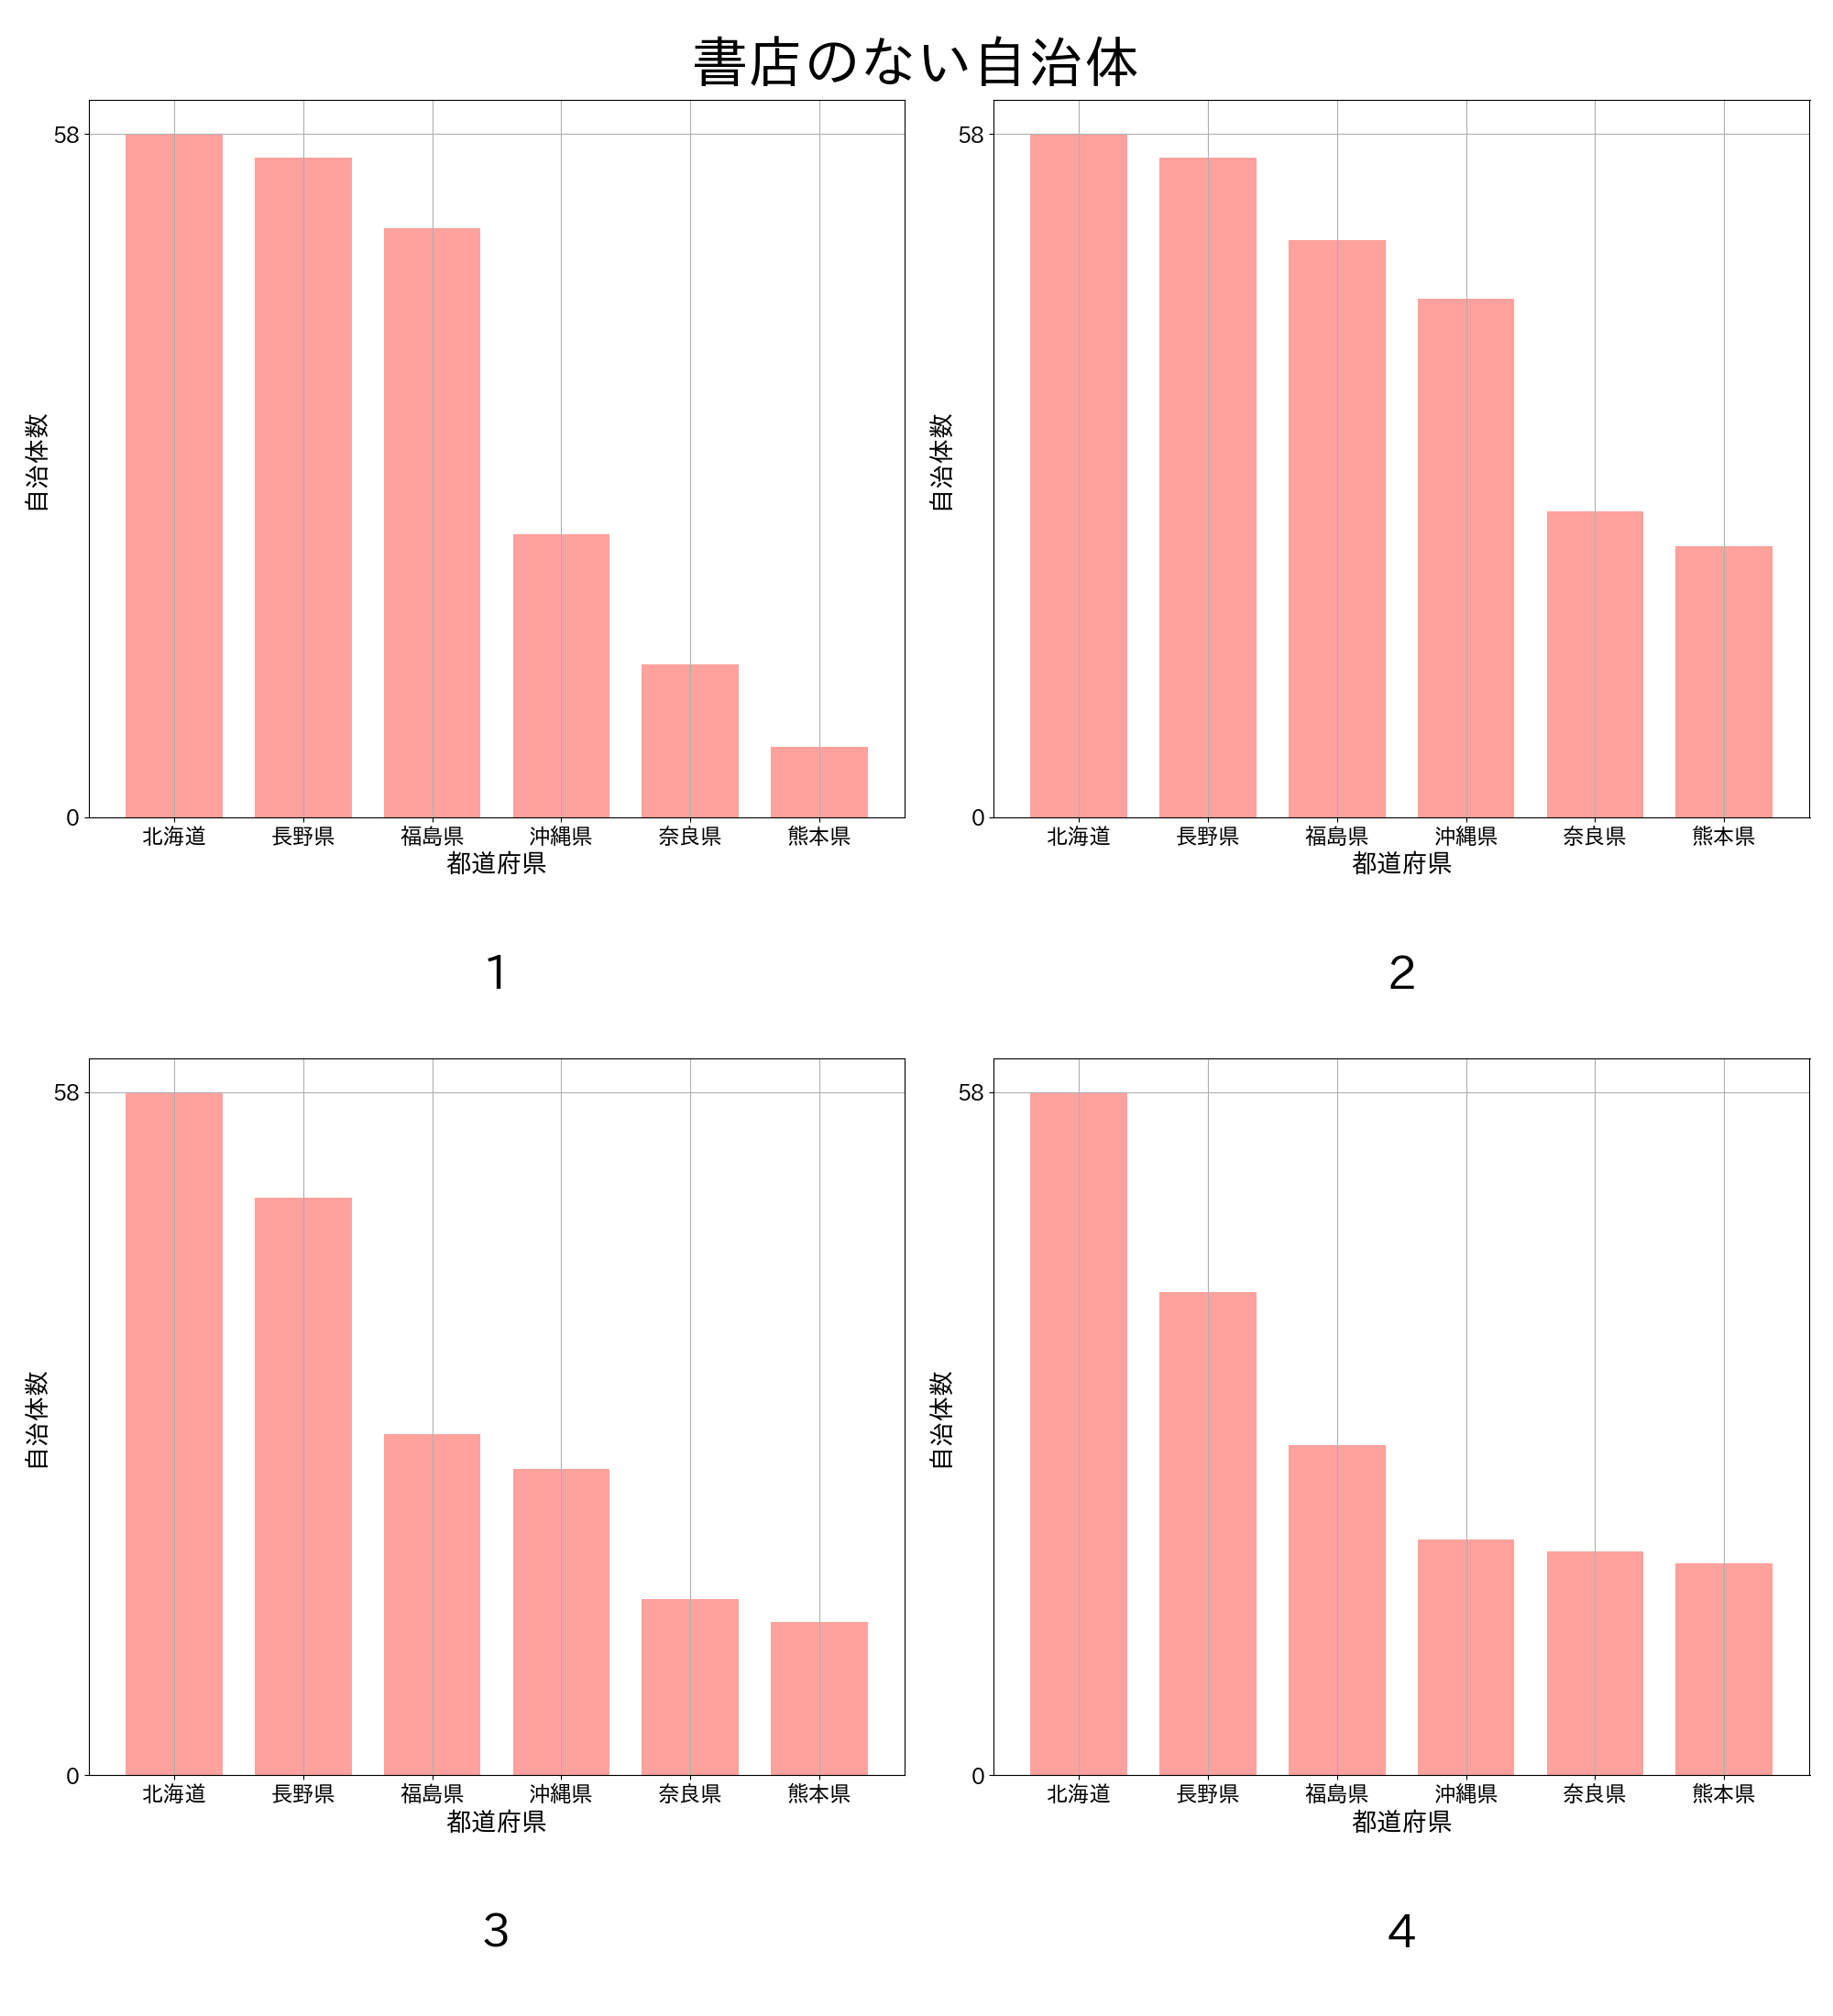 書店のない自治体
58
0
自治体数
北海道 長野県 福島県 沖縄県 奈良県 熊本県
都道府県
1
58
0
自治体数
北海道 長野県 福島県 沖縄県 奈良県 熊本県
都道府県
2
58
0
自治体数
北海道 長野県 福島県 沖縄県 奈良県 熊本県
都道府県
3
58
0
自治体数
北海道 長野県 福島県 沖縄県 奈良県 熊本県
都道府県
4